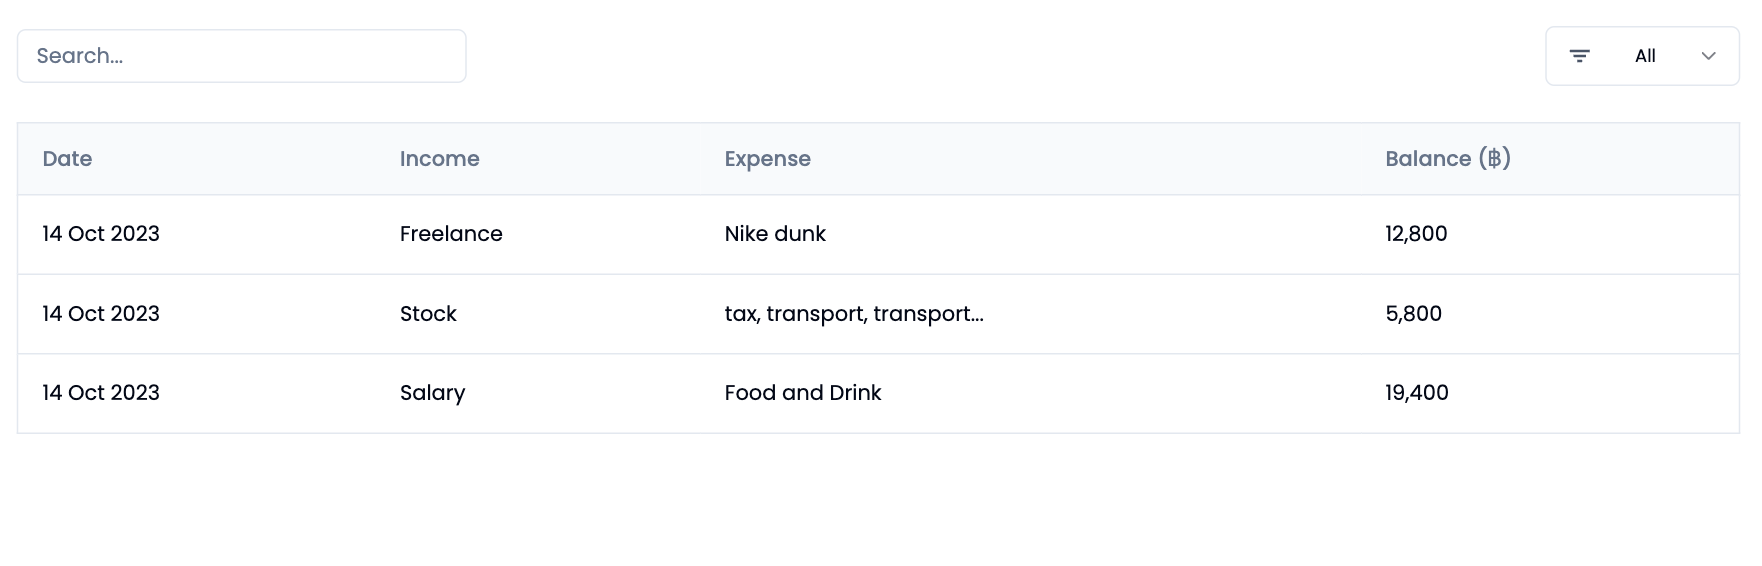 Search...
All
Date Income Expense Balance (฿)
14 Oct 2023 Freelance Nike dunk 12,800
14 Oct 2023 Stock tax, transport, transport... 5,800
14 Oct 2023 Salary Food and Drink 19,400